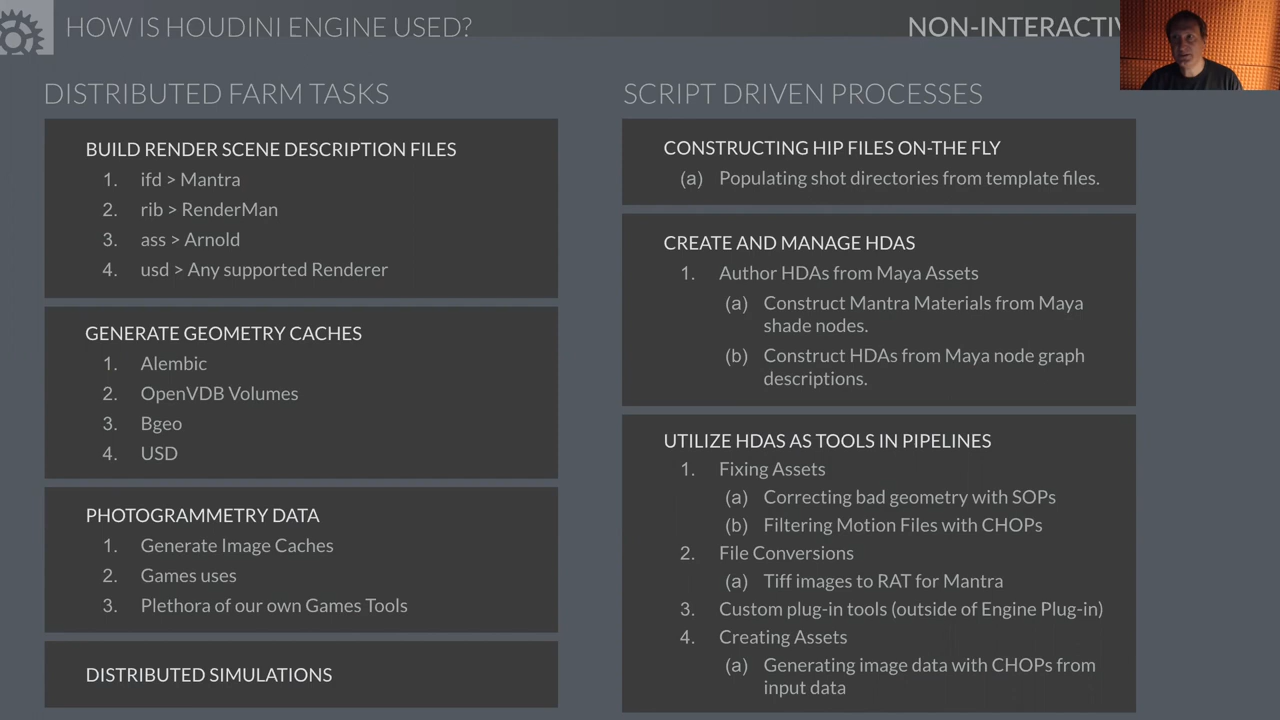 HOW IS HOUDINI ENGINE USED?
NON-INTERACTIV
DISTRIBUTED FARM TASKS
BUILD RENDER SCENE DESCRIPTION FILES
1. ifd > Mantra
2. rib > RenderMan
3. ass > Arnold
4. usd > Any supported Renderer
GENERATE GEOMETRY CACHES
1. Alembic
2. OpenVDB Volumes
3. Bgeo
4. USD
PHOTOGRAMMETRY DATA
1. Generate Image Caches
2. Games uses
3. Plethora of our own Games Tools
DISTRIBUTED SIMULATIONS
SCRIPT DRIVEN PROCESSES
CONSTRUCTING HIP FILES ON-THE FLY
(a) Populating shot directories from template files.
CREATE AND MANAGE HDAS
1. Author HDAs from Maya Assets
(a) Construct Mantra Materials from Maya
shade nodes.
(b) Construct HDAs from Maya node graph
descriptions.
UTILIZE HDAS AS TOOLS IN PIPELINES
1. Fixing Assets
(a) Correcting bad geometry with SOPs
(b) Filtering Motion Files with CHOPs
2. File Conversions
(a) Tiff images to RAT for Mantra
3. Custom plug-in tools (outside of Engine Plug-in)
4. Creating Assets
(a) Generating image data with CHOPs from
input data